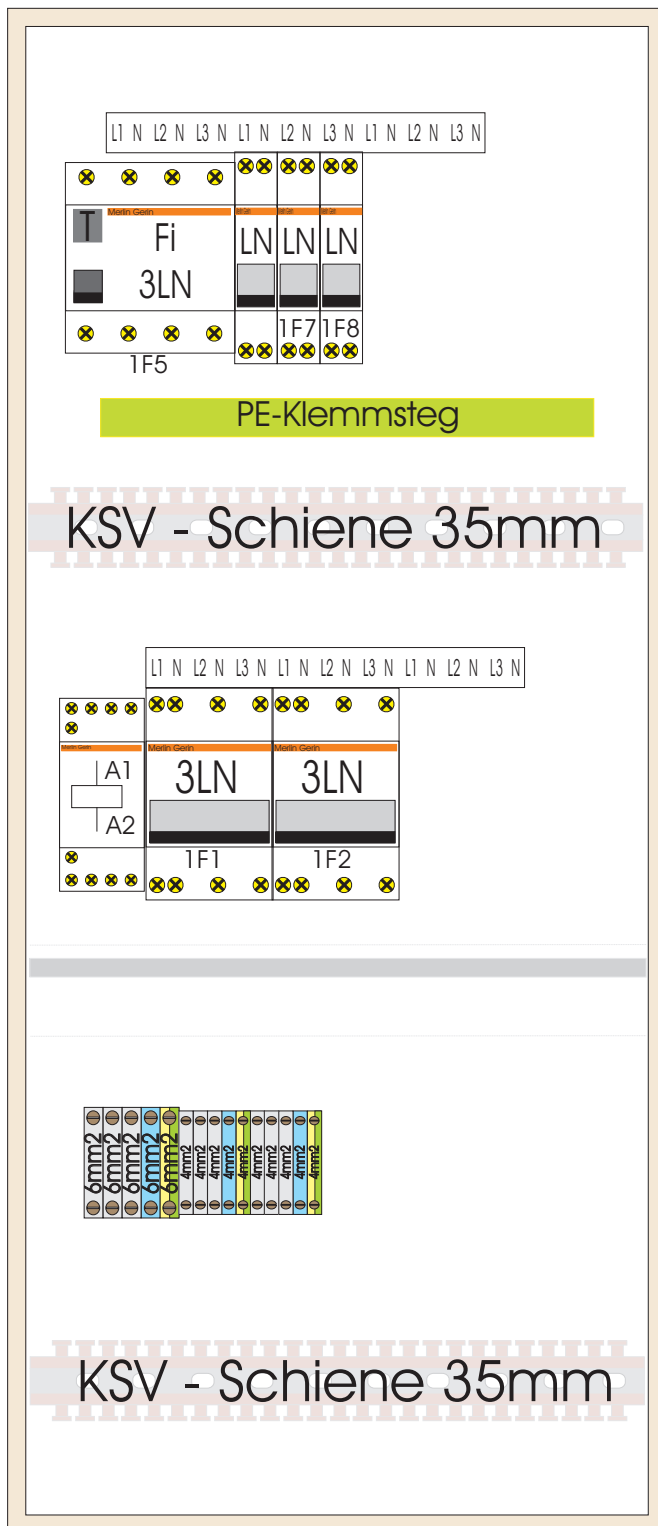 L1 N L2 N L3 N L1 N L2 N L3 N L1 N L2 N L3 N
Merlin Gerin
T
Fi
LN LN LN
3LN
1F7 1F8
1F5
PE-Klemmsteg
KSV - Schiene 35mm
L1 N L2 N L3 N L1 N L2 N L3 N L1 N L2 N L3 N
Merlin Gerin Merlin Gerin Merlin Gerin
A1 3LN 3LN
A2
1F1 1F2
6mm2 6mm2 6mm2 6mm2 6mm2 4mm2 4mm2 4mm2 4mm2 4mm2 4mm2 4mm2 4mm2 4mm2 4mm2
KSV - Schiene 35mm